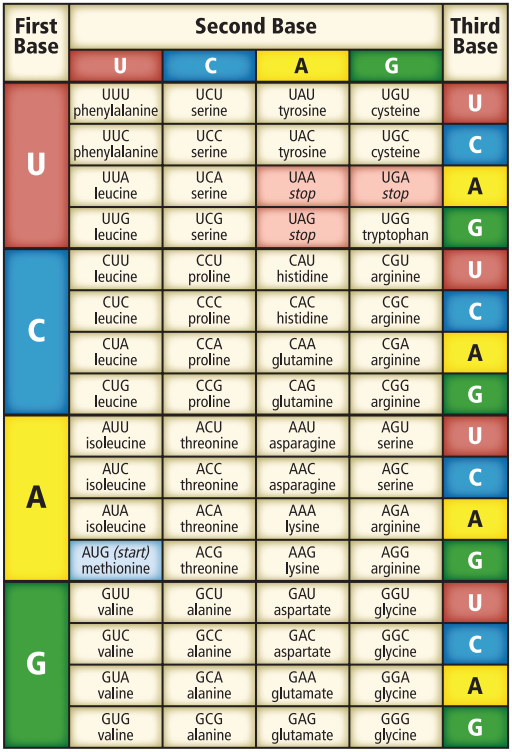 First Base
Second Base
Third Base
U
C
A
G
U
UUU phenylalanine
UCU serine
UAU tyrosine
UGU cysteine
U
UUC phenylalanine
UCC serine
UAC tyrosine
UGC cysteine
C
UUA leucine
UCA serine
UAA stop
UGA stop
A
UUG leucine
UCG serine
UAG stop
UGG tryptophan
G
C
CUU leucine
CCU proline
CAU histidine
CGU arginine
U
CUC leucine
CCC proline
CAC histidine
CGC arginine
C
CUA leucine
CCA proline
CAA glutamine
CGA arginine
A
CUG leucine
CCG proline
CAG glutamine
CGG arginine
G
A
AUU isoleucine
ACU threonine
AAU asparagine
AGU serine
U
AUC isoleucine
ACC threonine
AAC asparagine
AGC serine
C
AUA isoleucine
ACA threonine
AAA lysine
AGA arginine
A
AUG (start) methionine
ACG threonine
AAG lysine
AGG arginine
G
G
GUU valine
GCU alanine
GAU aspartate
GGU glycine
U
GUC valine
GCC alanine
GAC aspartate
GGC glycine
C
GUA valine
GCA alanine
GAA glutamate
GGA glycine
A
GUG valine
GCG alanine
GAG glutamate
GGG glycine
G